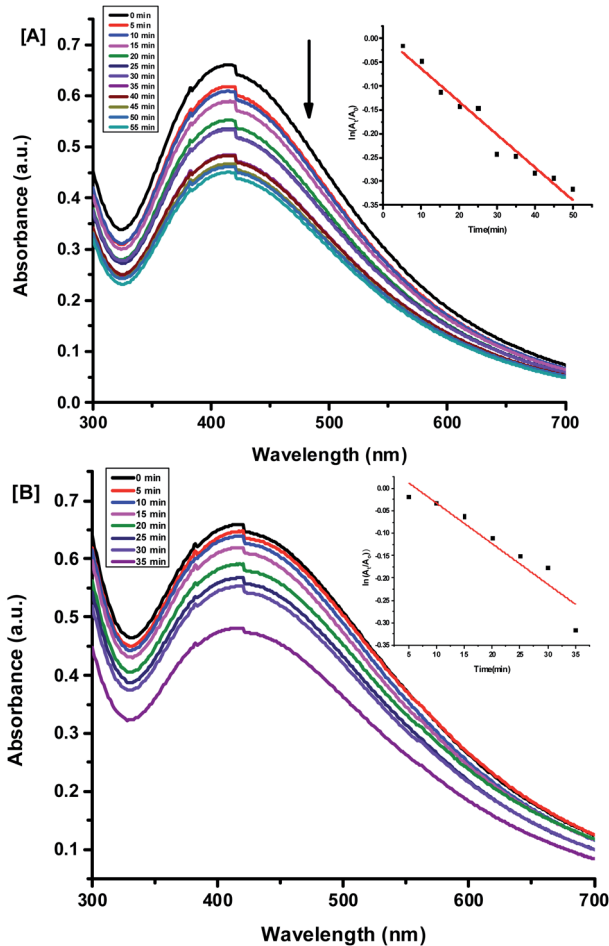 [A]
0 min
5 min
10 min
15 min
20 min
25 min
30 min
35 min
40 min
45 min
50 min
55 min
0.7
0.6
0.5
0.4
0.3
0.2
0.1
0.0
Absorbance (a.u.)
300
400
500
600
700
Wavelength (nm)
0.00
-0.05
-0.10
-0.15
-0.20
-0.25
-0.30
-0.35
ln(At/A0)
0
10
20
30
40
50
Time(min)
[B]
0 min
5 min
10 min
15 min
20 min
25 min
30 min
35 min
0.7
0.6
0.5
0.4
0.3
0.2
0.1
Absorbance (a.u.)
300
400
500
600
700
Wavelength (nm)
0.00
-0.05
-0.10
-0.15
-0.20
-0.25
-0.30
-0.35
ln(At/A0))
5
10
15
20
25
30
35
Time(min)